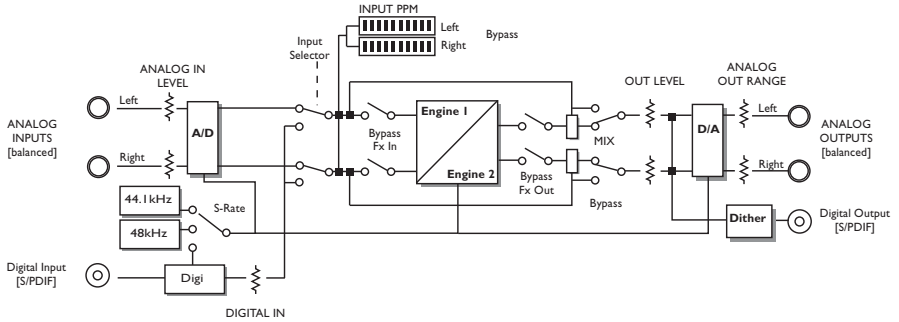 INPUT PPM
Left
Right
Bypass
Input
Selector
ANALOG IN
LEVEL
OUT LEVEL
ANALOG
OUT RANGE
Left
A/D
Engine 1
D/A
Left
ANALOG
INPUTS
[balanced]
Bypass
Fx In
MIX
ANALOG
OUTPUTS
[balanced]
Right
Engine 2
Bypass
Fx Out
Right
44.1kHz
S-Rate
Bypass
48kHz
Dither
Digital Output
[S/PDIF]
Digital Input
[S/PDIF]
Digi
DIGITAL IN